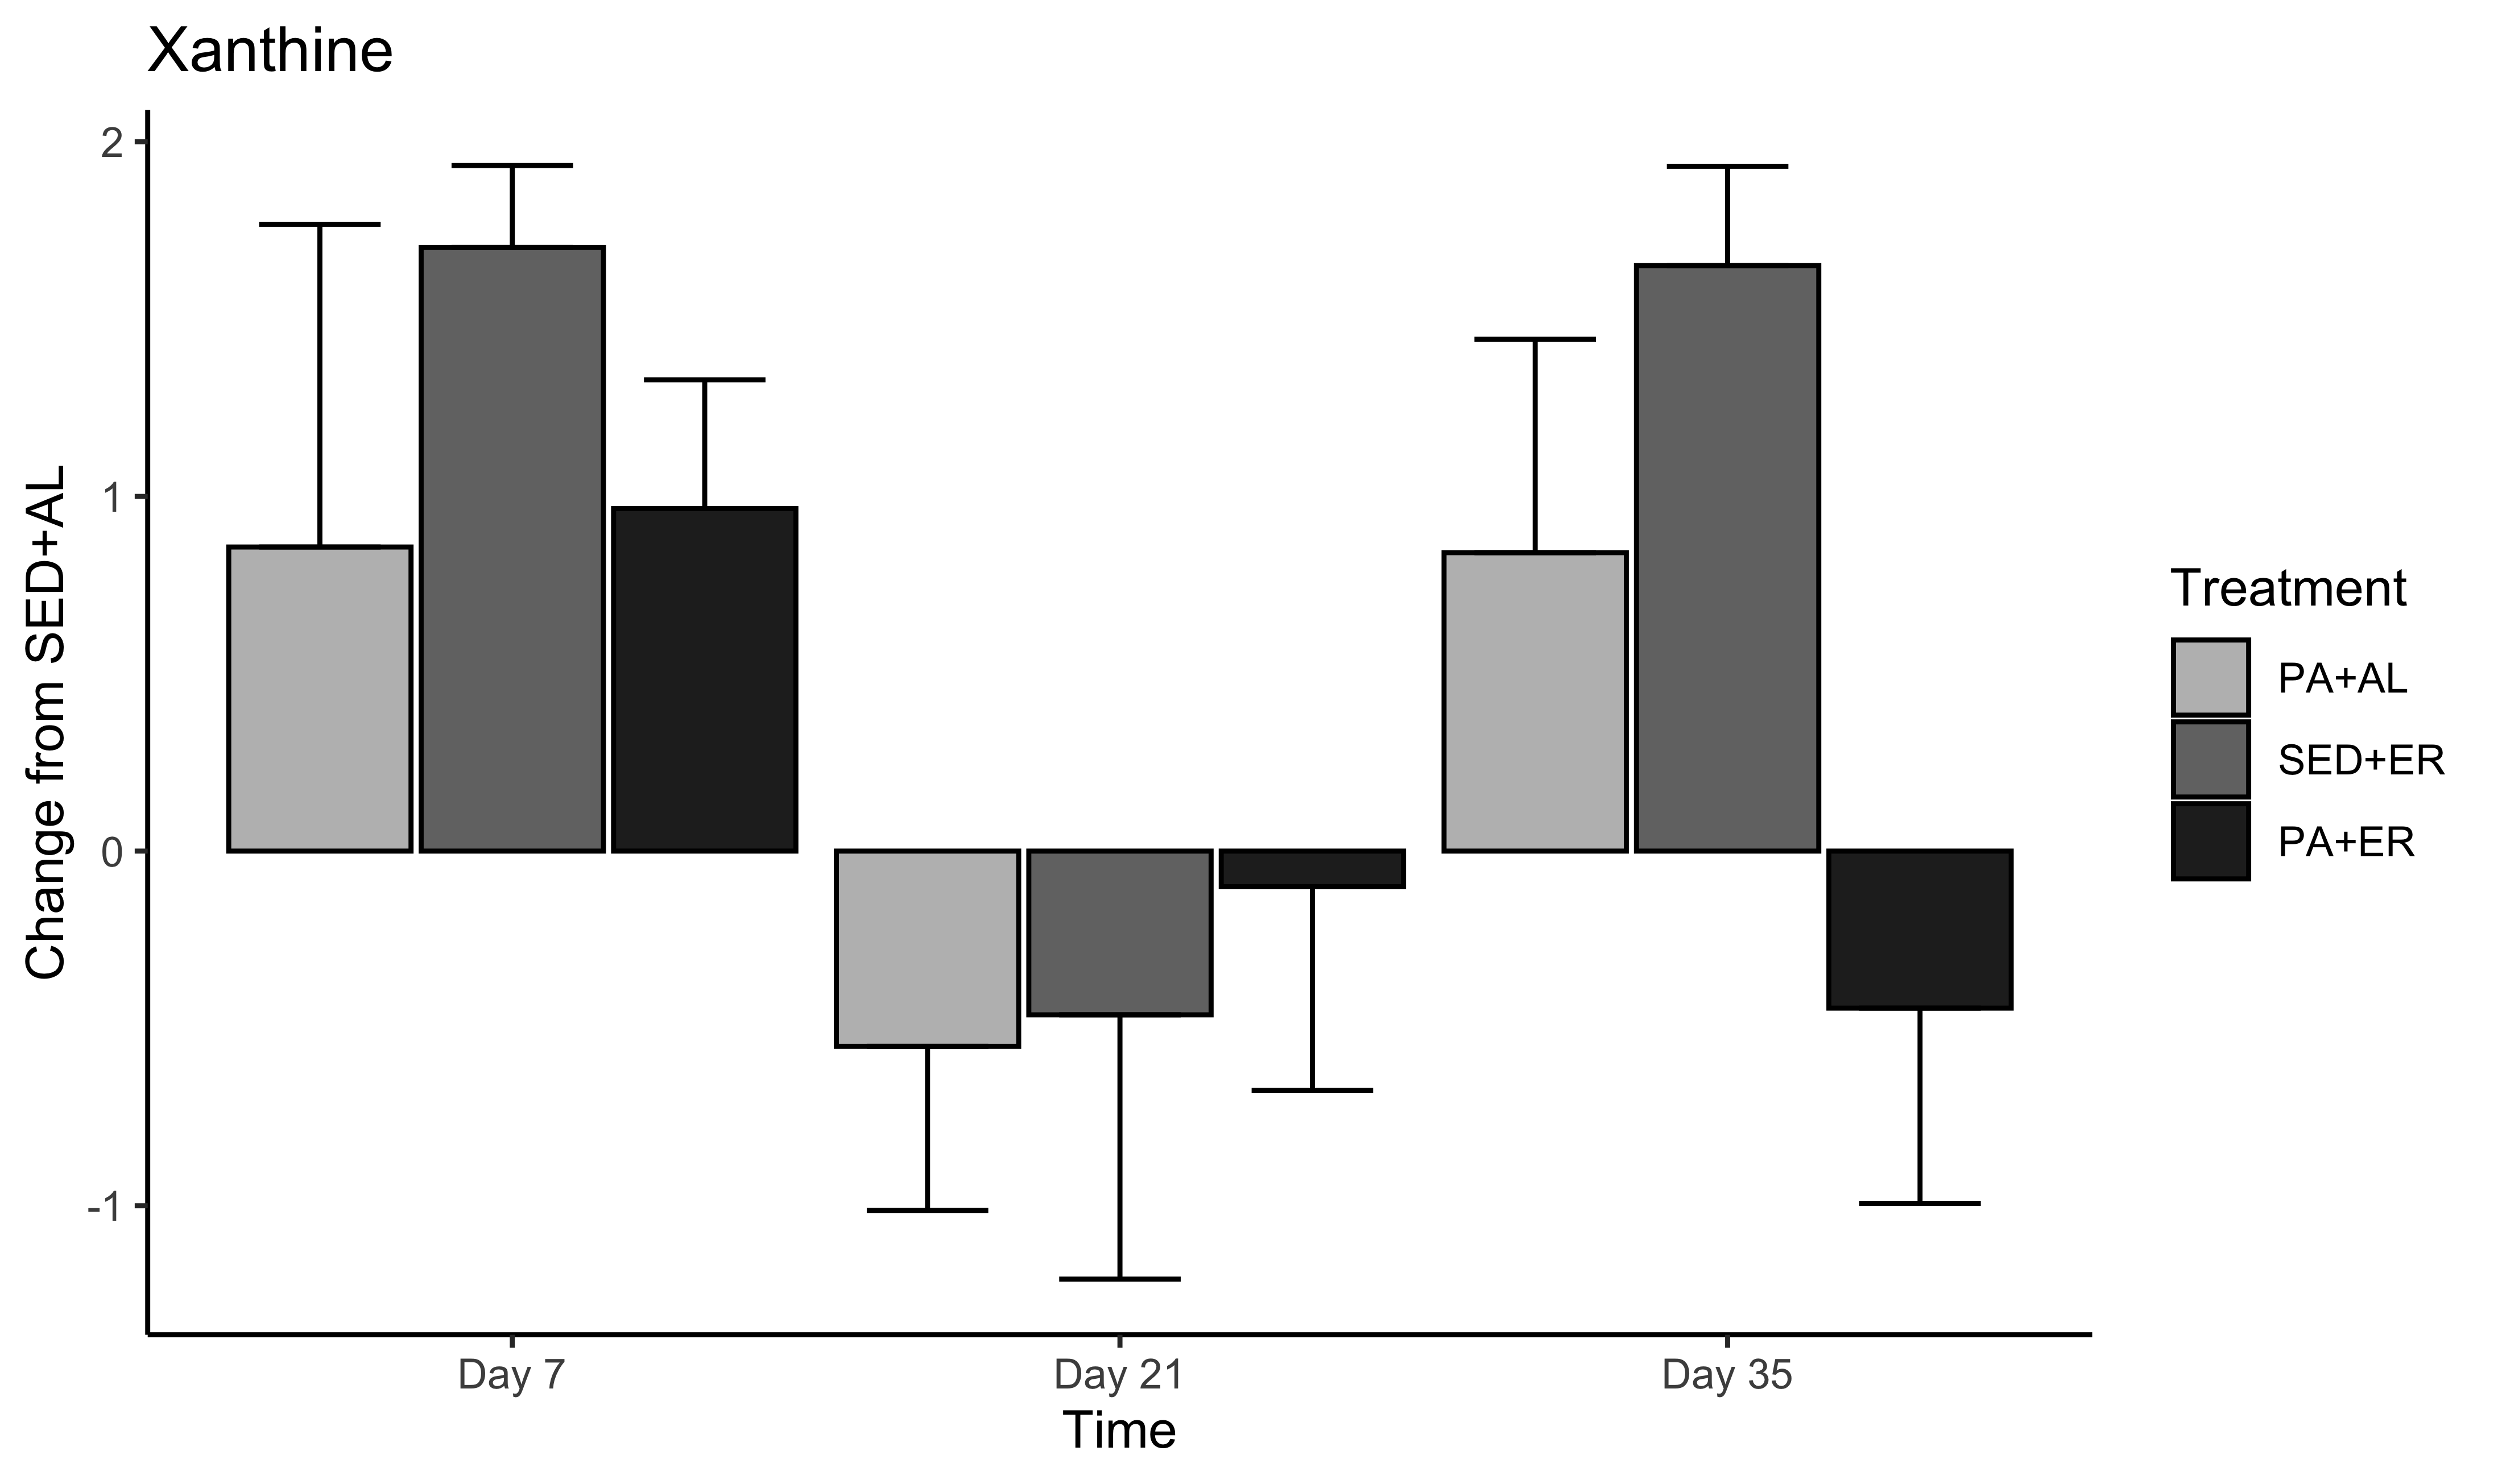 Xanthine
Change from SED+AL
2
1
0
-1
Day 7
Day 21
Day 35
Time
Treatment
PA+AL
SED+ER
PA+ER